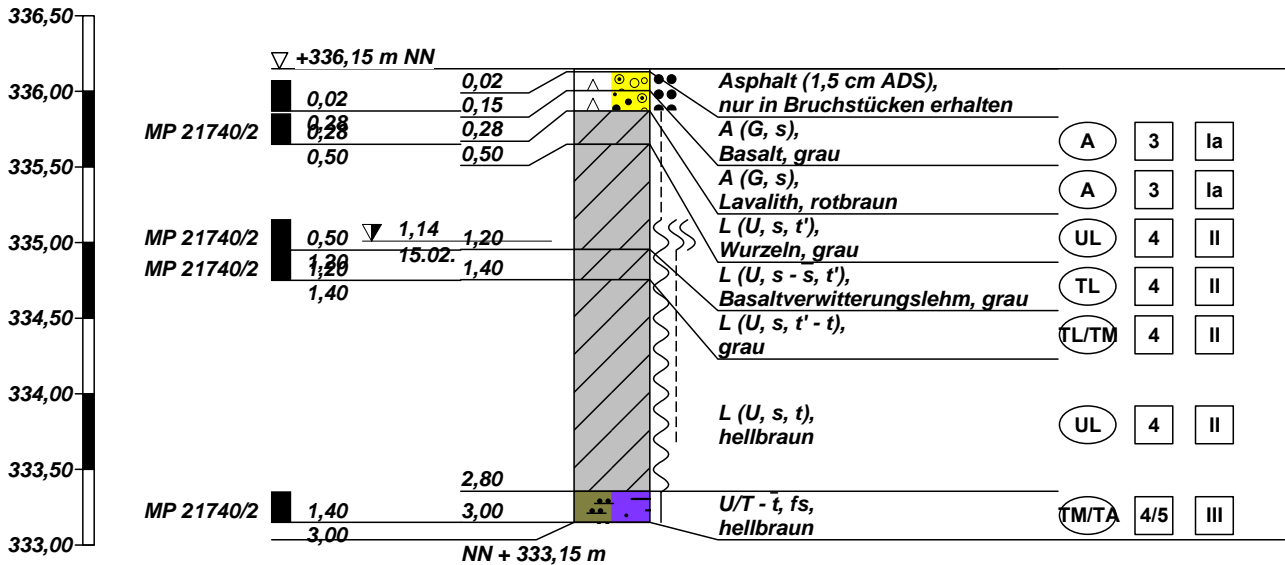 336,50
336,00
335,50
335,00
334,50
334,00
333,50
333,00
+336,15 m NN
0,02
0,28
MP 21740/2
0,28
0,50
MP 21740/2
0,50
1,20
MP 21740/2
1,20
1,40
MP 21740/2
1,40
3,00
1,14
15.02.
0,02
0,15
0,28
0,50
1,20
1,40
2,80
3,00
NN + 333,15 m
Asphalt (1,5 cm ADS),
nur in Bruchstücken erhalten
A (G, s),
Basalt, grau
A 3 Ia
A (G, s),
Lavalith, rotbraun
A 3 Ia
L (U, s, t'),
Wurzeln, grau
UL 4 II
L (U, s - s̄, t'),
Basaltverwitterungslehm, grau
TL 4 II
L (U, s, t' - t),
grau
TL/TM 4 II
L (U, s, t),
hellbraun
UL 4 II
U/T - t̄, fs,
hellbraun
TM/TA 4/5 III